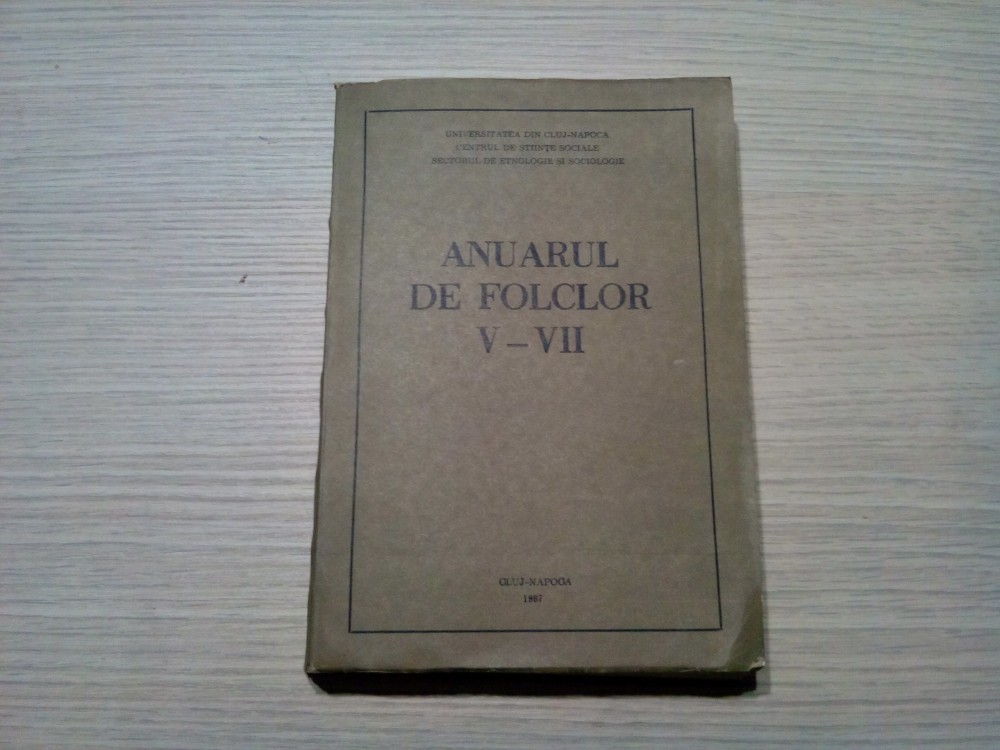 UNIVERSITATEA DIN CLUJ-NAPOCA
CENTRUL DE ŞTIINŢE SOCIALE
SECTORUL DE ETNOLOGIE ŞI SOCIOLOGIE
ANUARUL
DE FOLCLOR
V – VII
CLUJ-NAPOCA
1987